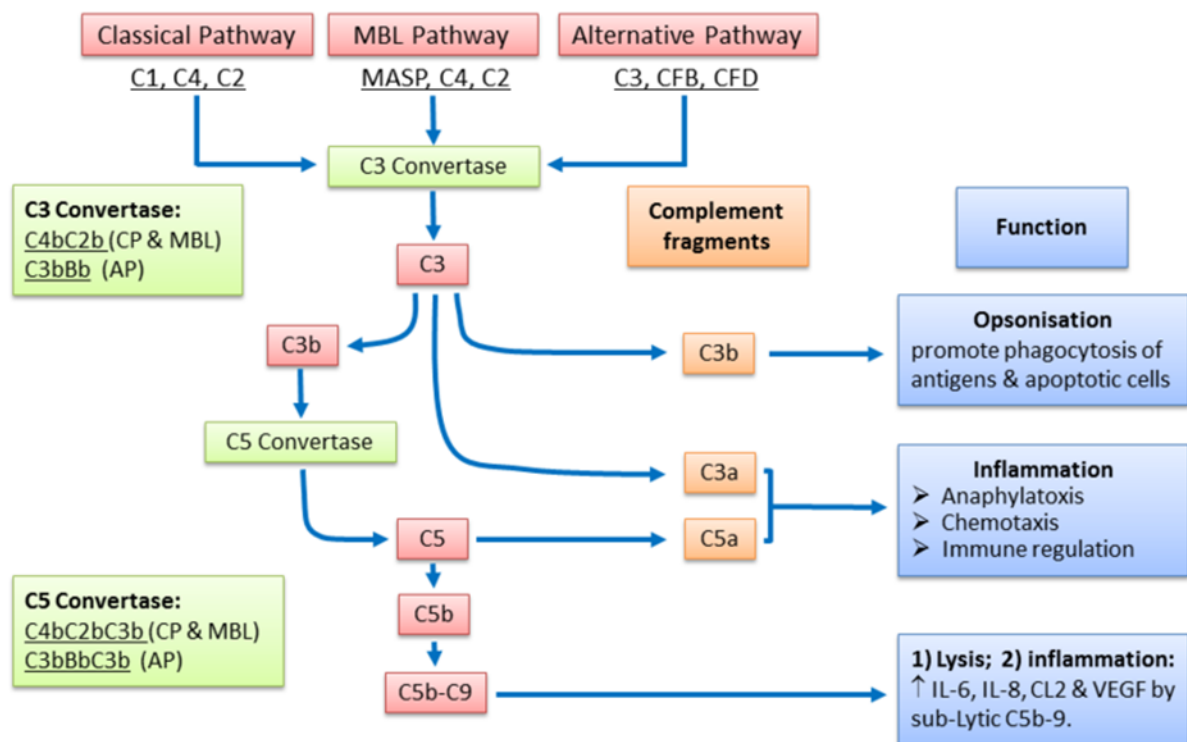 Classical Pathway
MBL Pathway
Alternative Pathway
C1, C4, C2
MASP, C4, C2
C3, CFB, CFD
C3 Convertase
C3 Convertase:
C4bC2b (CP & MBL)
C3bBb (AP)
Complement
fragments
Function
C3
C3b
C3b
Opsonisation
promote phagocytosis of
antigens & apoptotic cells
C5 Convertase
C3a
C5a
Inflammation
➢ Anaphylatoxis
➢ Chemotaxis
➢ Immune regulation
C5
C5 Convertase:
C4bC2bC3b (CP & MBL)
C3bBbC3b (AP)
C5b
C5b-C9
1) Lysis; 2) inflammation:
↑ IL-6, IL-8, CL2 & VEGF by
sub-Lytic C5b-9.